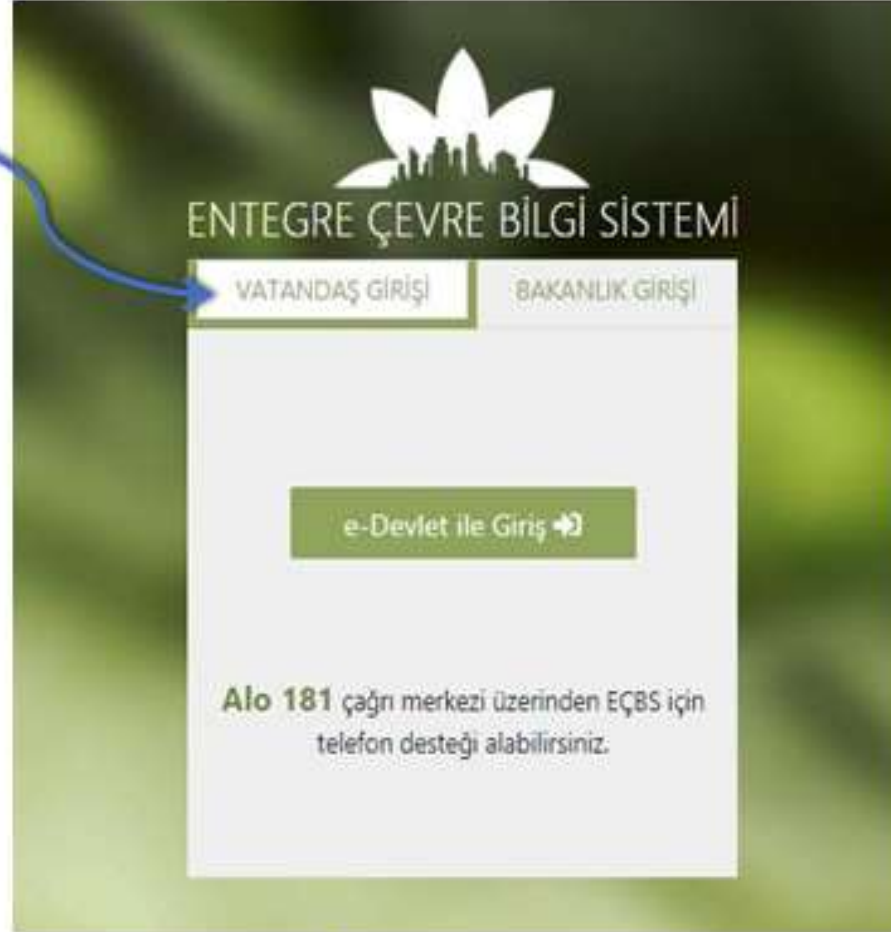 ENTEGRE ÇEVRE BİLGİ SİSTEMİ
VATANDAŞ GİRİŞİ
BAKANLIK GİRİŞİ
e-Devlet ile Giriş
Alo 181 çağrı merkezi üzerinden EÇBS için
telefon desteği alabilirsiniz.